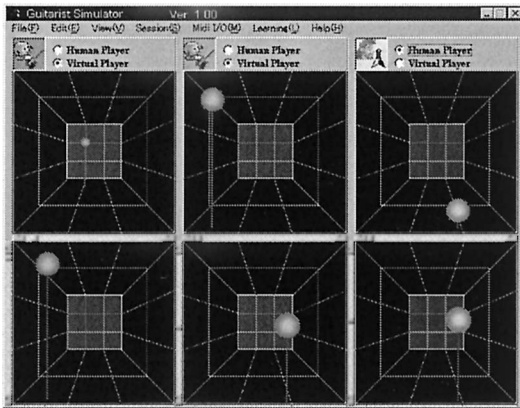 Guitarist Simulator Ver 1.00
File(F) Edit(E) View(V) Session(S) Midi I/O(M) Learning(L) Help(H)
Human Player Human Player Human Player
Virtual Player Virtual Player Virtual Player